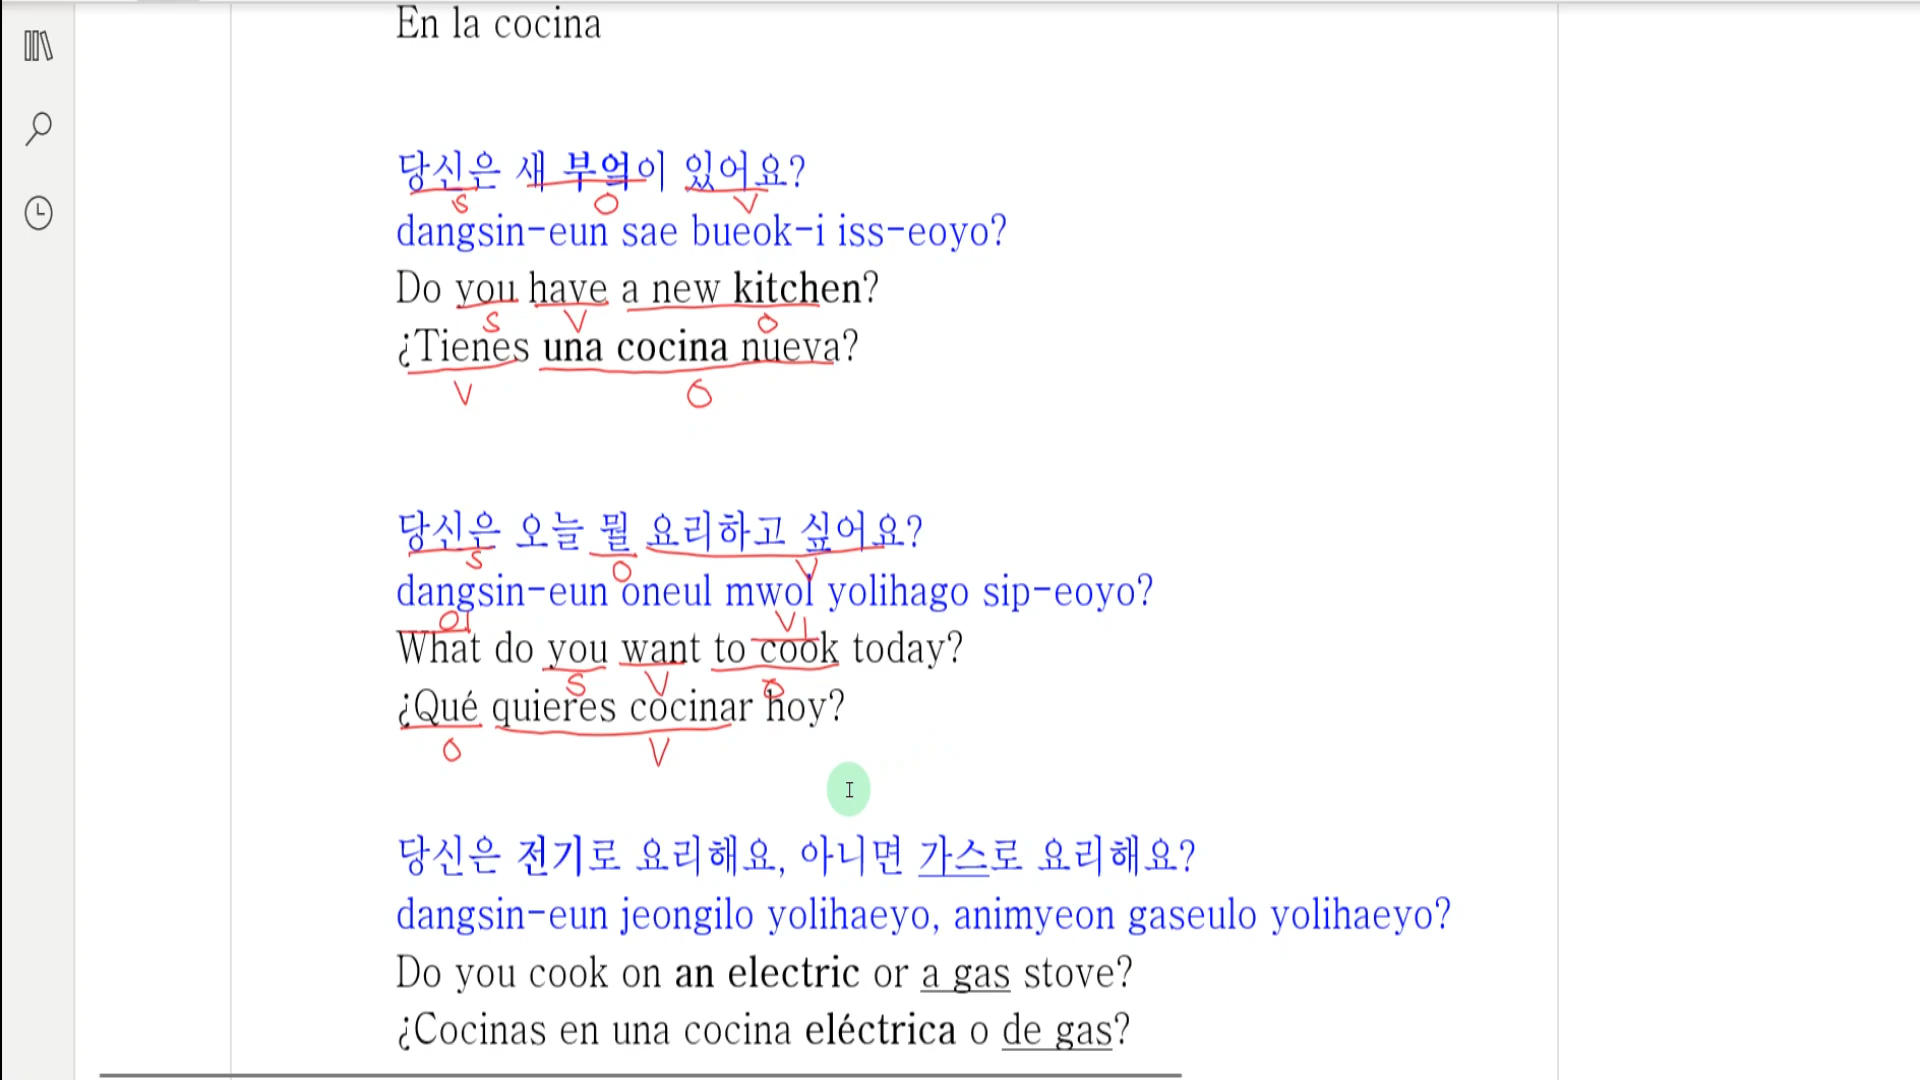 En la cocina
당신은 새 부엌이 있어요?
S O V
dangsin-eun sae bueok-i iss-eoyo?
Do you have a new kitchen?
S V O
¿Tienes una cocina nueva?
V O
당신은 오늘 뭘 요리하고 싶어요?
S O V
dangsin-eun oneul mwol yolihago sip-eoyo?
O1 V1
What do you want to cook today?
S V O
¿Qué quieres cocinar hoy?
O V
당신은 전기로 요리해요, 아니면 가스로 요리해요?
dangsin-eun jeongilo yolihaeyo, animyeon gaseulo yolihaeyo?
Do you cook on an electric or a gas stove?
¿Cocinas en una cocina eléctrica o de gas?